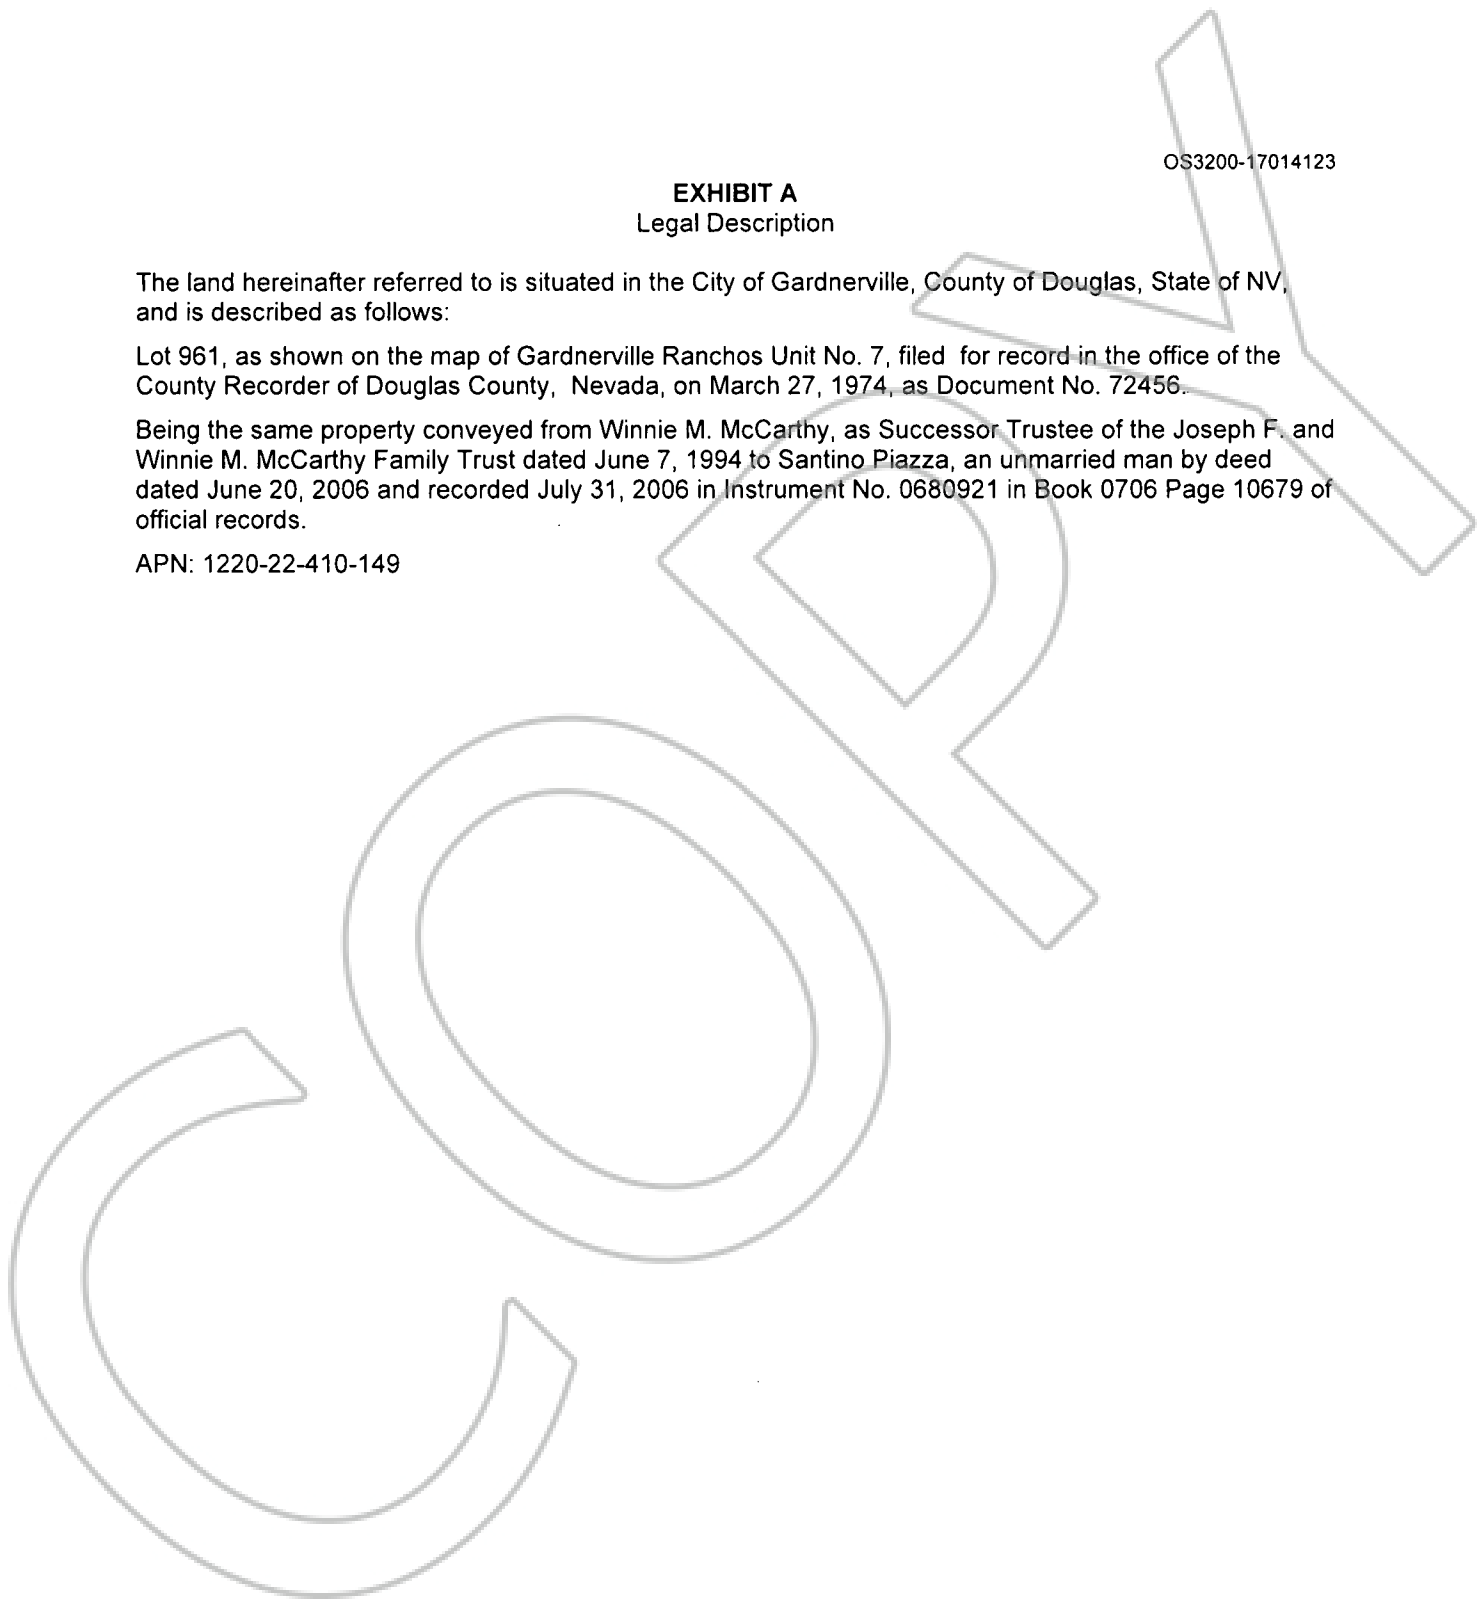 OS3200-17014123
EXHIBIT A
Legal Description
The land hereinafter referred to is situated in the City of Gardnerville, County of Douglas, State of NV,
and is described as follows:
Lot 961, as shown on the map of Gardnerville Ranchos Unit No. 7, filed for record in the office of the
County Recorder of Douglas County, Nevada, on March 27, 1974, as Document No. 72456.
Being the same property conveyed from Winnie M. McCarthy, as Successor Trustee of the Joseph F. and
Winnie M. McCarthy Family Trust dated June 7, 1994 to Santino Piazza, an unmarried man by deed
dated June 20, 2006 and recorded July 31, 2006 in Instrument No. 0680921 in Book 0706 Page 10679 of
official records.
APN: 1220-22-410-149
COPY